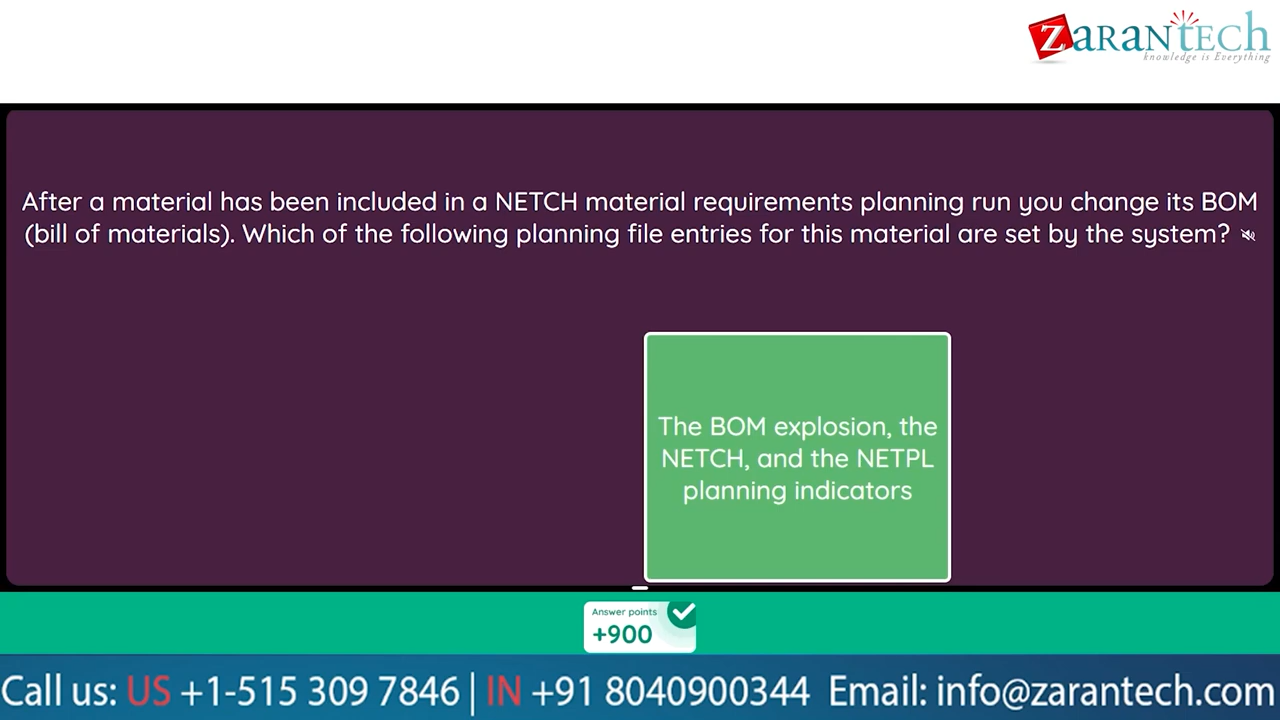 ZARANTECH
knowledge is Everything
After a material has been included in a NETCH material requirements planning run you change its BOM
(bill of materials). Which of the following planning file entries for this material are set by the system?
The BOM explosion, the
NETCH, and the NETPL
planning indicators
Answer points
+900
Call us: US +1-515 309 7846 | IN +91 8040900344 Email: info@zarantech.com